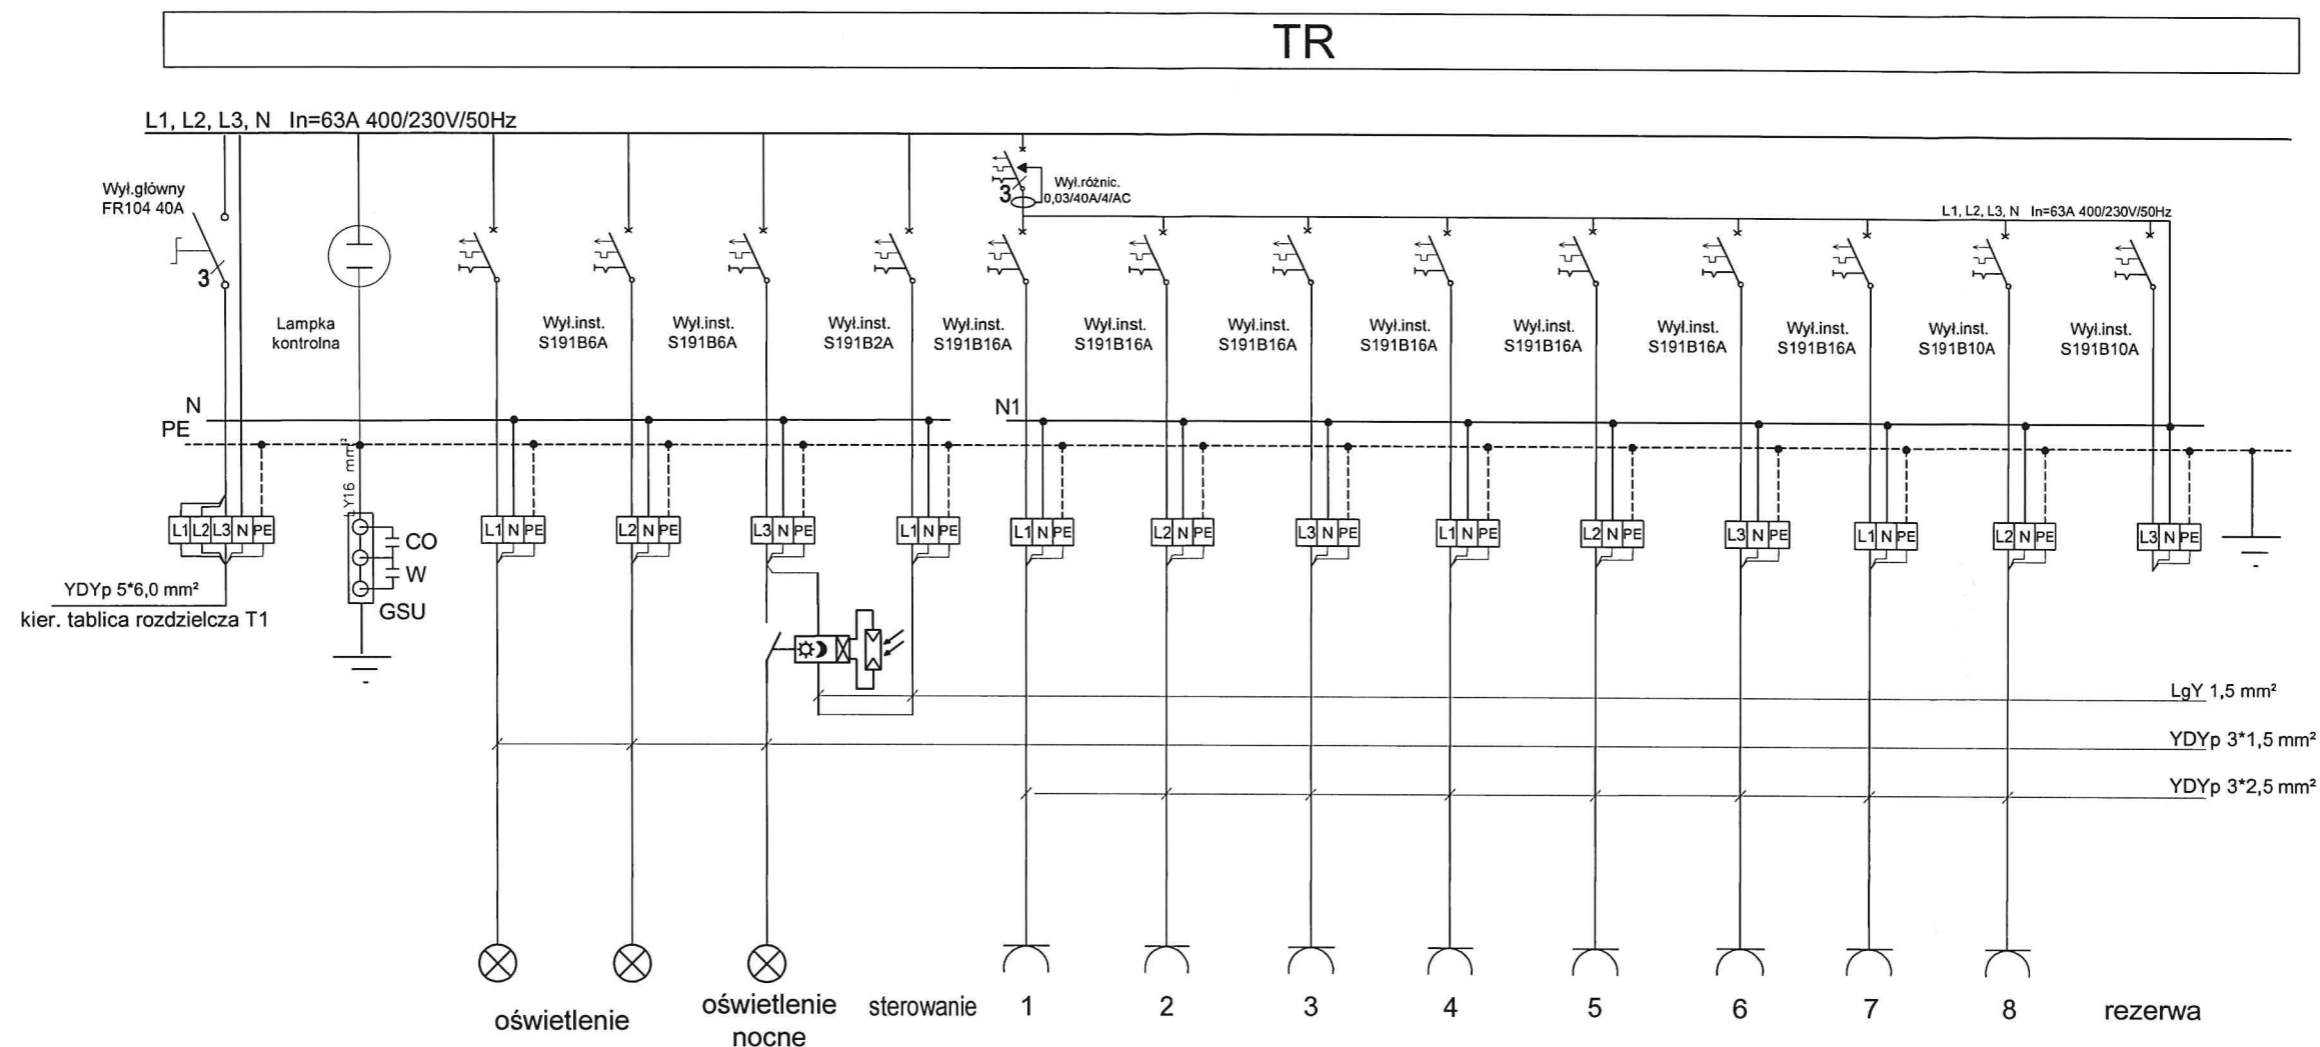 TR
L1, L2, L3, N In=63A 400/230V/50Hz
Wył.główny
FR104 40A
3
Wył.różnic.
0,03/40A/4/AC
3
L1, L2, L3, N In=63A 400/230V/50Hz
Lampka
kontrolna
Wył.inst.
S191B6A
Wył.inst.
S191B6A
Wył.inst.
S191B2A
Wył.inst.
S191B16A
Wył.inst.
S191B16A
Wył.inst.
S191B16A
Wył.inst.
S191B16A
Wył.inst.
S191B16A
Wył.inst.
S191B16A
Wył.inst.
S191B16A
Wył.inst.
S191B10A
Wył.inst.
S191B10A
N
N1
PE
LY16 mm²
L1 L2 L3 N PE
L1 N PE
L2 N PE
L3 N PE
L1 N PE
L1 N PE
L2 N PE
L3 N PE
L1 N PE
L2 N PE
L3 N PE
L1 N PE
L2 N PE
L3 N PE
CO
W
GSU
YDYp 5*6,0 mm²
kier. tablica rozdzielcza T1
LgY 1,5 mm²
YDYp 3*1,5 mm²
YDYp 3*2,5 mm²
oświetlenie
oświetlenie
nocne
sterowanie
1
2
3
4
5
6
7
8
rezerwa